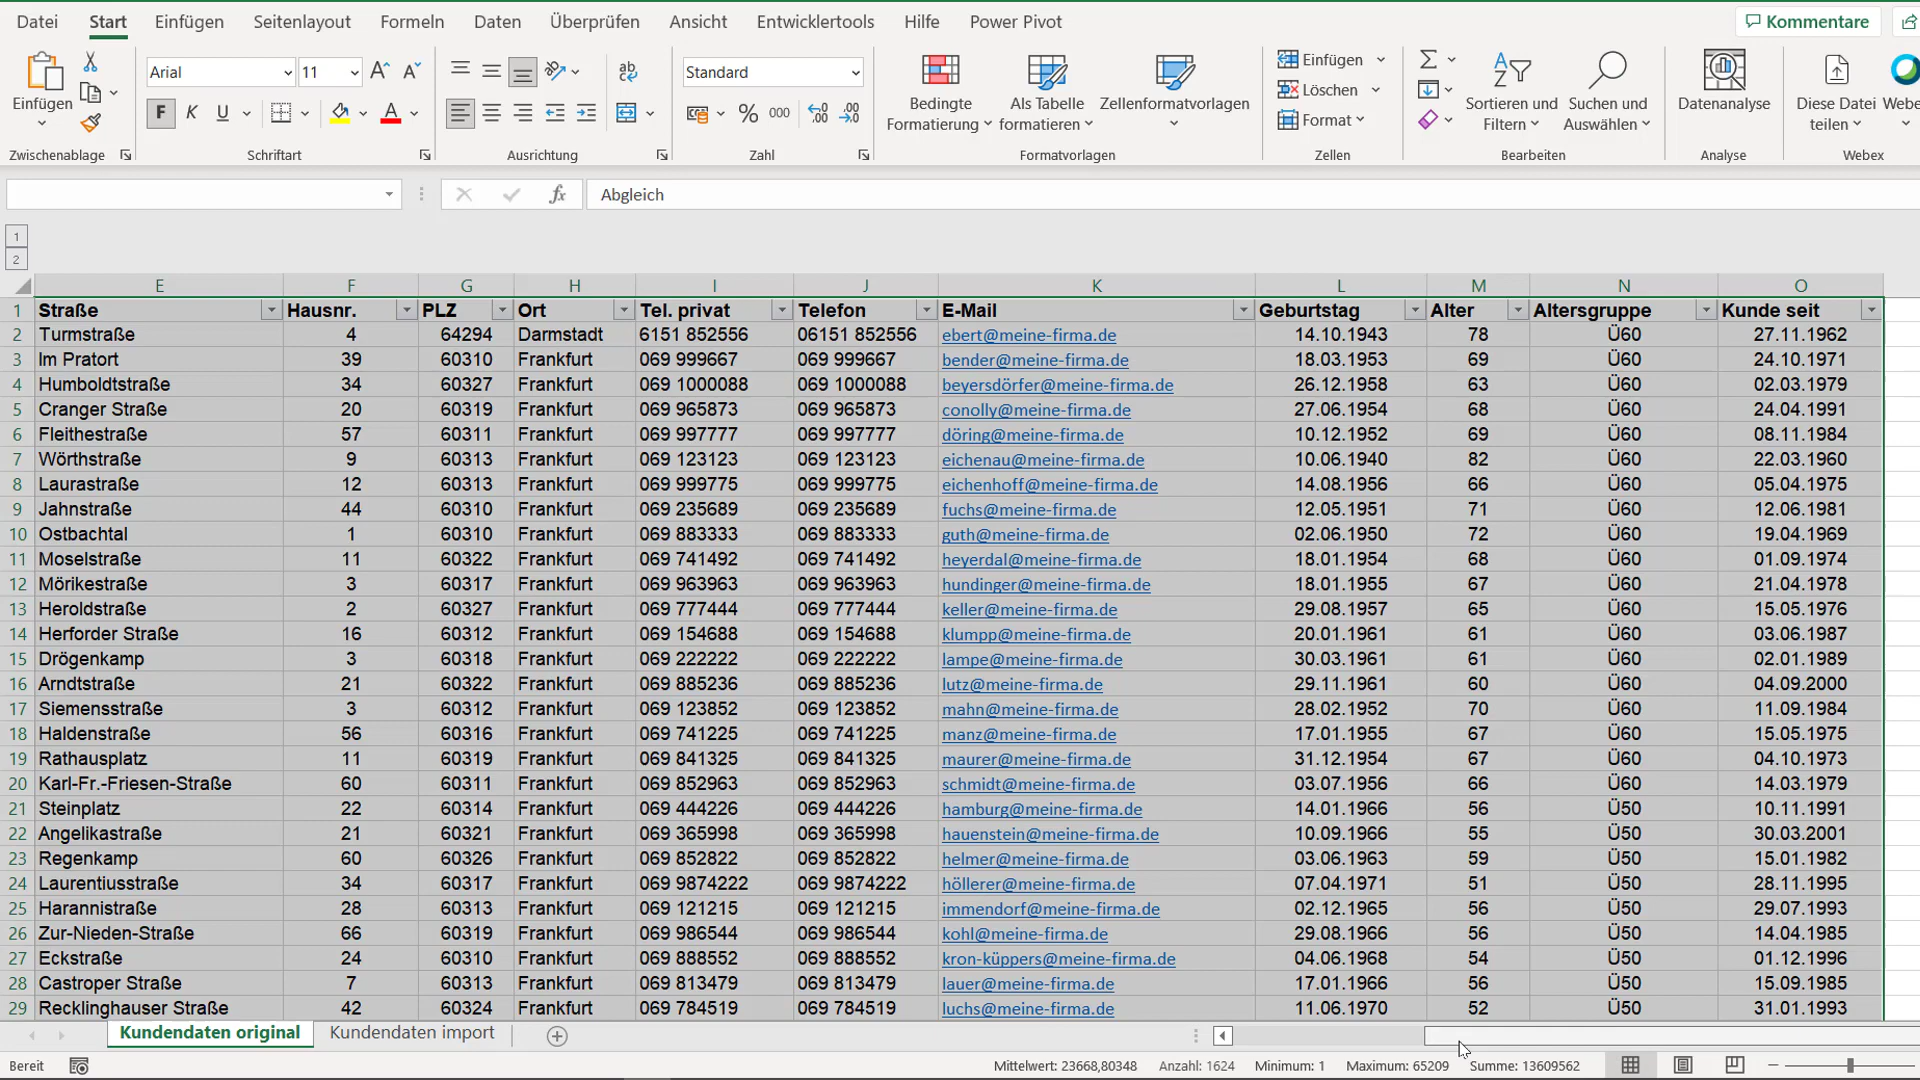 Datei Start Einfügen Seitenlayout Formeln Daten Überprüfen Ansicht Entwicklertools Hilfe Power Pivot Kommentare
Arial 11 Standard
Einfügen
F K U
Bedingte Formatierung
Als Tabelle formatieren
Zellenformatvorlagen
Einfügen
Löschen
Format
Sortieren und Filtern
Suchen und Auswählen
Datenanalyse
Diese Datei teilen
Zwischenablage Schriftart Ausrichtung Zahl Formatvorlagen Zellen Bearbeiten Analyse Webex
fx Abgleich
1
2
E F G H I J K L M N O
1 Straße Hausnr. PLZ Ort Tel. privat Telefon E-Mail Geburtstag Alter Altersgruppe Kunde seit
2 Turmstraße 4 64294 Darmstadt 6151 852556 06151 852556 ebert@meine-firma.de 14.10.1943 78 Ü60 27.11.1962
3 Im Pratort 39 60310 Frankfurt 069 999667 069 999667 bender@meine-firma.de 18.03.1953 69 Ü60 24.10.1971
4 Humboldtstraße 34 60327 Frankfurt 069 1000088 069 1000088 beyersdörfer@meine-firma.de 26.12.1958 63 Ü60 02.03.1979
5 Cranger Straße 20 60319 Frankfurt 069 965873 069 965873 conolly@meine-firma.de 27.06.1954 68 Ü60 24.04.1991
6 Fleithestraße 57 60311 Frankfurt 069 997777 069 997777 döring@meine-firma.de 10.12.1952 69 Ü60 08.11.1984
7 Wörthstraße 9 60313 Frankfurt 069 123123 069 123123 eichenau@meine-firma.de 10.06.1940 82 Ü60 22.03.1960
8 Laurastraße 12 60313 Frankfurt 069 999775 069 999775 eichenhoff@meine-firma.de 14.08.1956 66 Ü60 05.04.1975
9 Jahnstraße 44 60310 Frankfurt 069 235689 069 235689 fuchs@meine-firma.de 12.05.1951 71 Ü60 12.06.1981
10 Ostbachtal 1 60310 Frankfurt 069 883333 069 883333 guth@meine-firma.de 02.06.1950 72 Ü60 19.04.1969
11 Moselstraße 11 60322 Frankfurt 069 741492 069 741492 heyerdal@meine-firma.de 18.01.1954 68 Ü60 01.09.1974
12 Mörikestraße 3 60317 Frankfurt 069 963963 069 963963 hundinger@meine-firma.de 18.01.1955 67 Ü60 21.04.1978
13 Heroldstraße 2 60327 Frankfurt 069 777444 069 777444 keller@meine-firma.de 29.08.1957 65 Ü60 15.05.1976
14 Herforder Straße 16 60312 Frankfurt 069 154688 069 154688 klumpp@meine-firma.de 20.01.1961 61 Ü60 03.06.1987
15 Drögenkamp 3 60318 Frankfurt 069 222222 069 222222 lampe@meine-firma.de 30.03.1961 61 Ü60 02.01.1989
16 Arndtstraße 21 60322 Frankfurt 069 885236 069 885236 lutz@meine-firma.de 29.11.1961 60 Ü60 04.09.2000
17 Siemensstraße 3 60312 Frankfurt 069 123852 069 123852 mahn@meine-firma.de 28.02.1952 70 Ü60 11.09.1984
18 Haldenstraße 56 60316 Frankfurt 069 741225 069 741225 manz@meine-firma.de 17.01.1955 67 Ü60 15.05.1975
19 Rathausplatz 11 60319 Frankfurt 069 841325 069 841325 maurer@meine-firma.de 31.12.1954 67 Ü60 04.10.1973
20 Karl-Fr.-Friesen-Straße 60 60311 Frankfurt 069 852963 069 852963 schmidt@meine-firma.de 03.07.1956 66 Ü60 14.03.1979
21 Steinplatz 22 60314 Frankfurt 069 444226 069 444226 hamburg@meine-firma.de 14.01.1966 56 Ü50 10.11.1991
22 Angelikastraße 21 60321 Frankfurt 069 365998 069 365998 hauenstein@meine-firma.de 10.09.1966 55 Ü50 30.03.2001
23 Regenkamp 60 60326 Frankfurt 069 852822 069 852822 helmer@meine-firma.de 03.06.1963 59 Ü50 15.01.1982
24 Laurentiusstraße 34 60317 Frankfurt 069 9874222 069 9874222 höllerer@meine-firma.de 07.04.1971 51 Ü50 28.11.1995
25 Harannistraße 28 60313 Frankfurt 069 121215 069 121215 immendorf@meine-firma.de 02.12.1965 56 Ü50 29.07.1993
26 Zur-Nieden-Straße 66 60319 Frankfurt 069 986544 069 986544 kohl@meine-firma.de 29.08.1966 56 Ü50 14.04.1985
27 Eckstraße 24 60310 Frankfurt 069 888552 069 888552 kron-küppers@meine-firma.de 04.06.1968 54 Ü50 01.12.1996
28 Castroper Straße 7 60313 Frankfurt 069 813479 069 813479 lauer@meine-firma.de 17.01.1966 56 Ü50 15.09.1985
29 Recklinghauser Straße 42 60324 Frankfurt 069 784519 069 784519 luchs@meine-firma.de 11.06.1970 52 Ü50 31.01.1993
Kundendaten original Kundendaten import
Bereit Mittelwert: 23668,80348 Anzahl: 1624 Minimum: 1 Maximum: 65209 Summe: 13609562